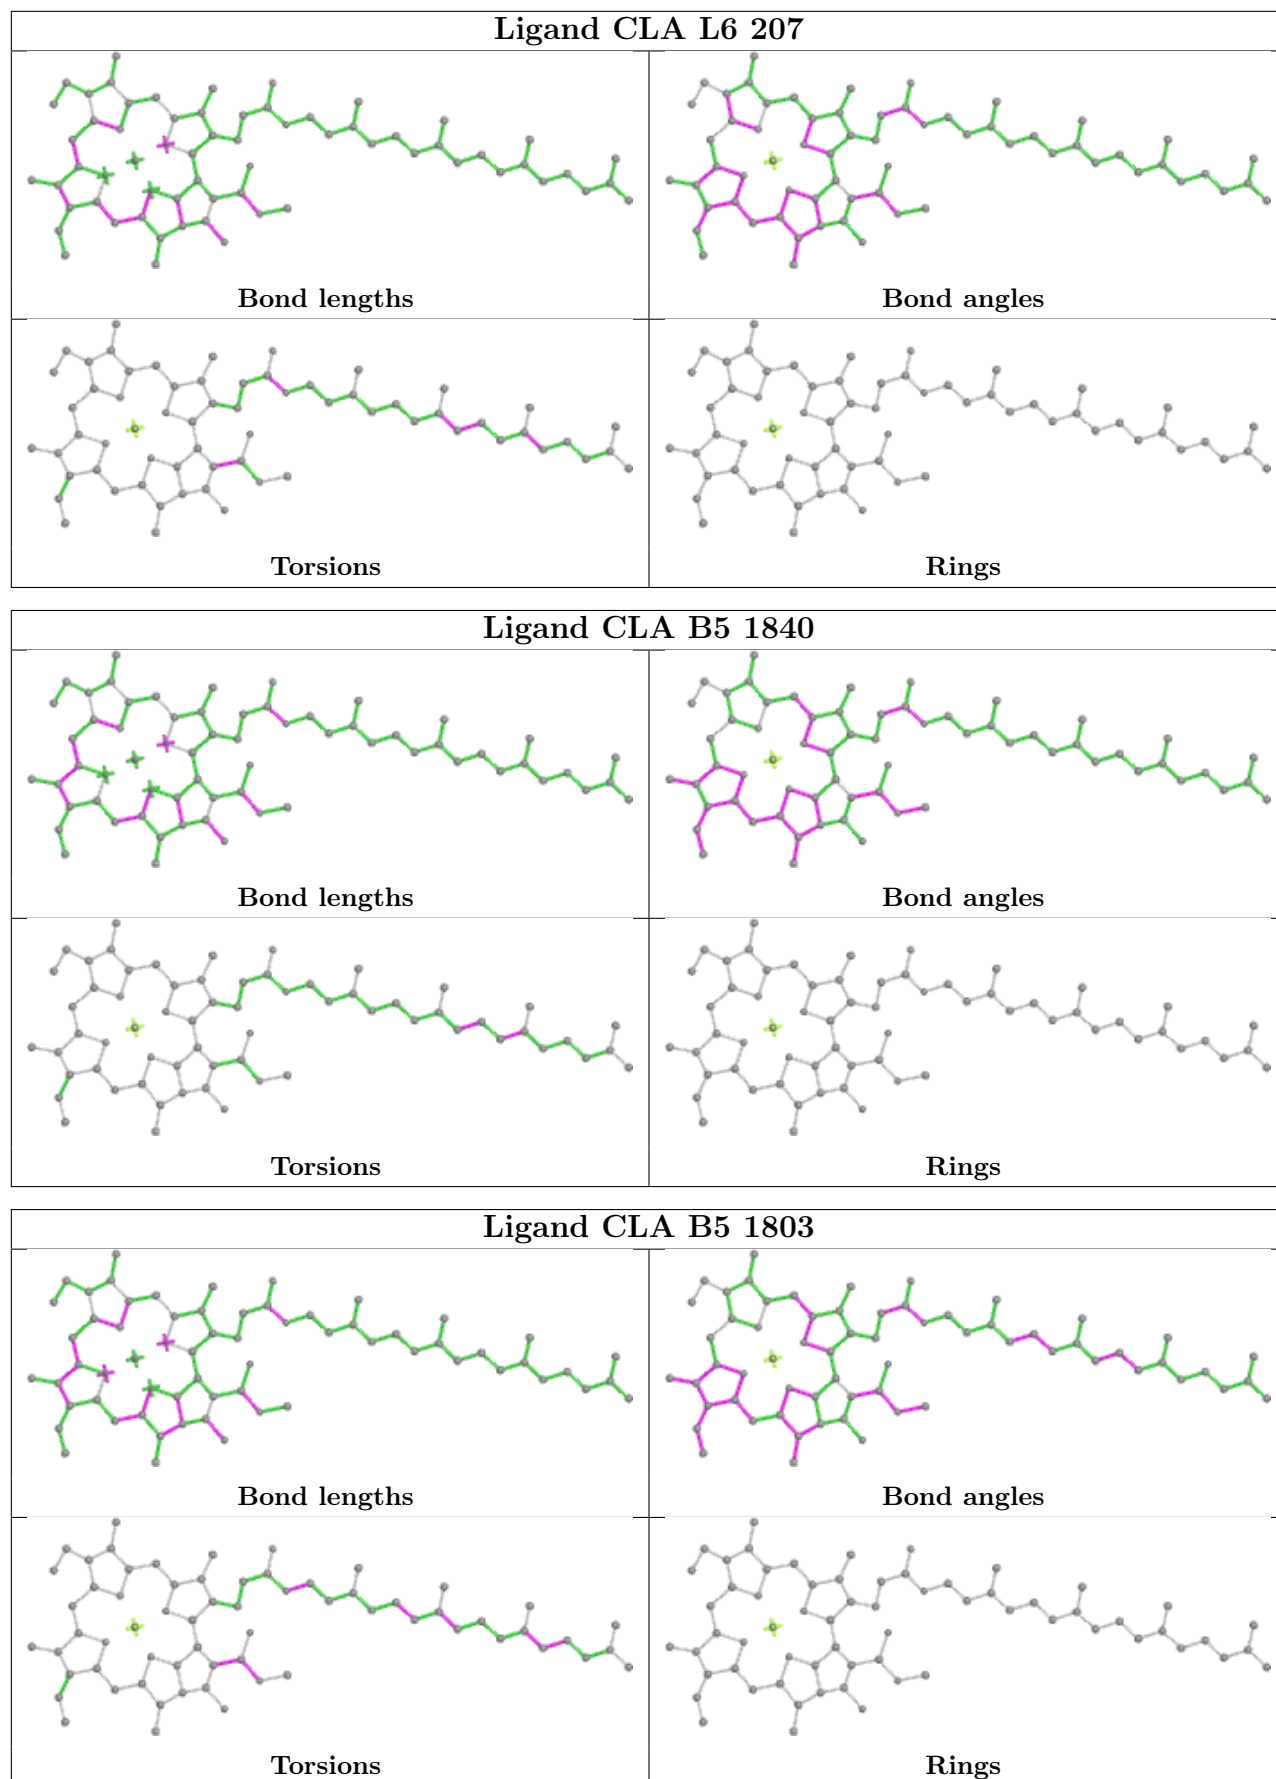 Ligand CLA L6 207
Bond lengths
Bond angles
Torsions
Rings
Ligand CLA B5 1840
Bond lengths
Bond angles
Torsions
Rings
Ligand CLA B5 1803
Bond lengths
Bond angles
Torsions
Rings